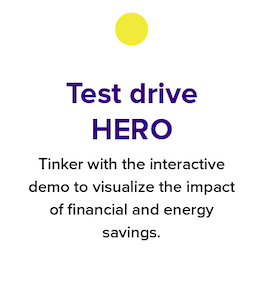 Test drive
HERO
Tinker with the interactive
demo to visualize the impact
of financial and energy
savings.